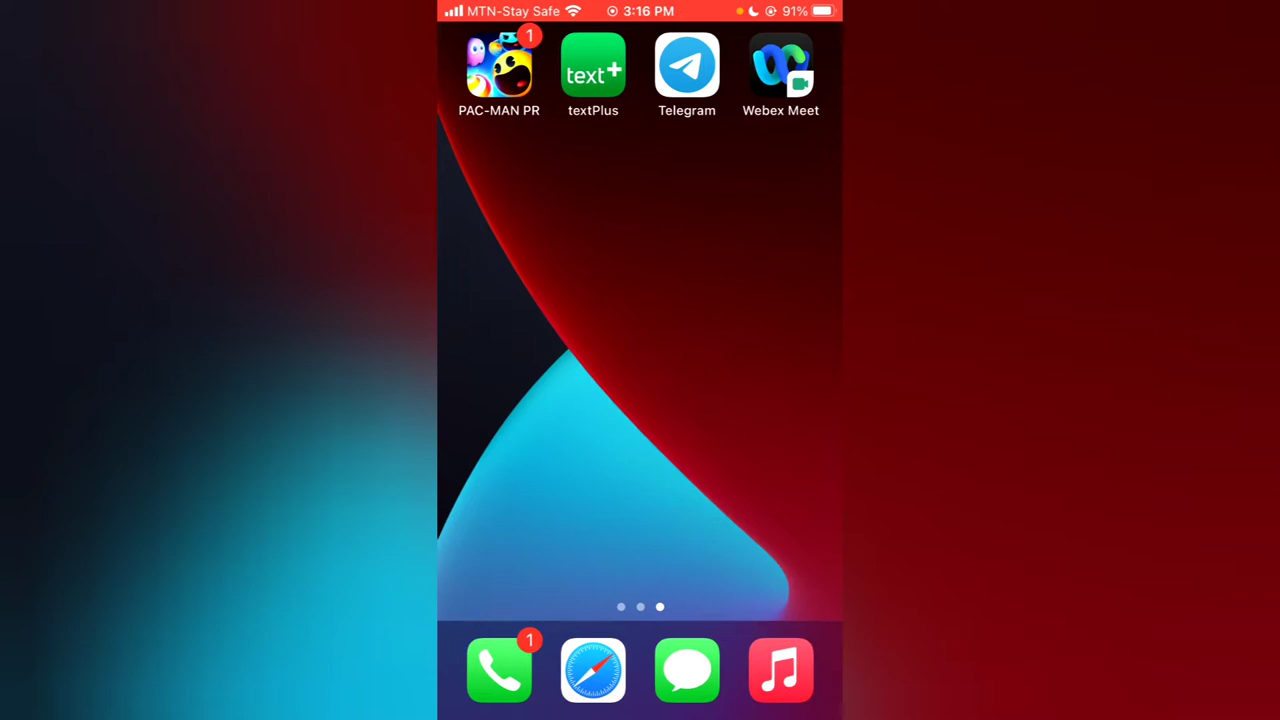 MTN-Stay Safe 3:16 PM 91%
1
text+
PAC-MAN PR textPlus Telegram Webex Meet
1